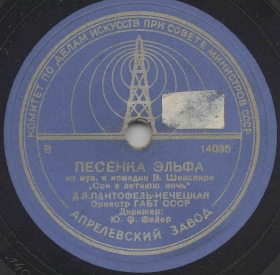 КОМИТЕТ ПО ДЕЛАМ ИСКУССТВ ПРИ СОВЕТЕ МИНИСТРОВ СССР
В 14085
ПЕСЕНКА ЭЛЬФА
из муз. к комедии В. Шекспира
„Сон в летнюю ночь"
Д.Я.ПАНТОФЕЛЬ-НЕЧЕЦКАЯ
Оркестр ГАБТ СССР
Дирижер:
Ю. Ф. Файер
АПРЕЛЕВСКИЙ ЗАВОД